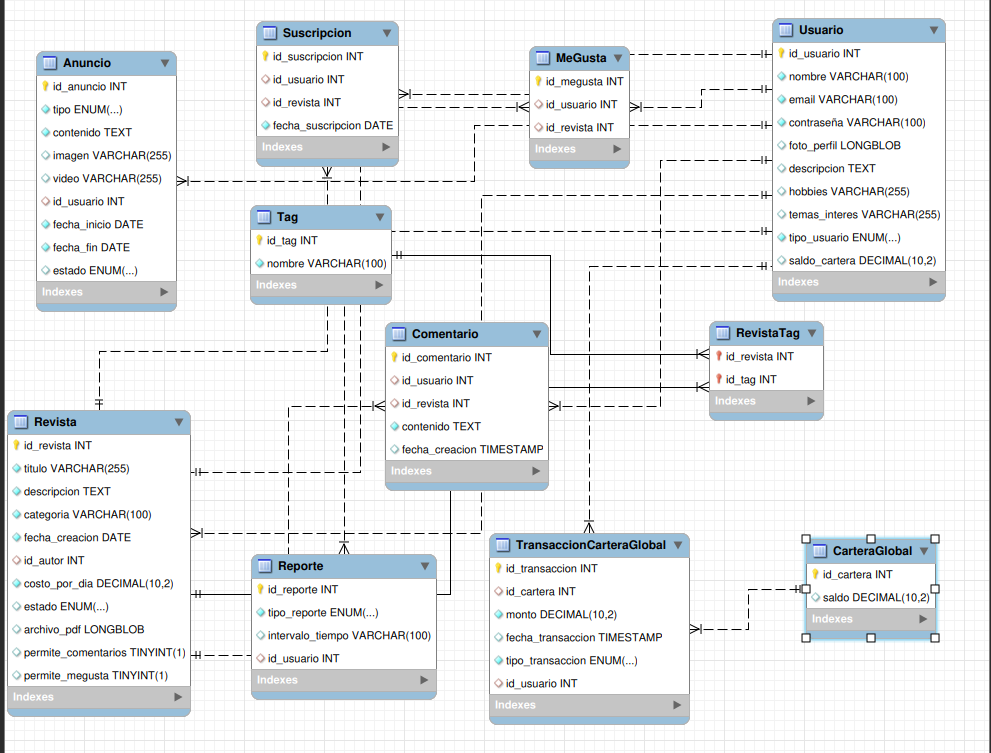 Anuncio
id_anuncio INT
tipo ENUM(...)
contenido TEXT
imagen VARCHAR(255)
video VARCHAR(255)
id_usuario INT
fecha_inicio DATE
fecha_fin DATE
estado ENUM(...)
Indexes
Suscripcion
id_suscripcion INT
id_usuario INT
id_revista INT
fecha_suscripcion DATE
Indexes
MeGusta
id_megusta INT
id_usuario INT
id_revista INT
Indexes
Usuario
id_usuario INT
nombre VARCHAR(100)
email VARCHAR(100)
contraseña VARCHAR(100)
foto_perfil LONGBLOB
descripcion TEXT
hobbies VARCHAR(255)
temas_interes VARCHAR(255)
tipo_usuario ENUM(...)
saldo_cartera DECIMAL(10,2)
Indexes
Tag
id_tag INT
nombre VARCHAR(100)
Indexes
Comentario
id_comentario INT
id_usuario INT
id_revista INT
contenido TEXT
fecha_creacion TIMESTAMP
Indexes
RevistaTag
id_revista INT
id_tag INT
Indexes
Revista
id_revista INT
titulo VARCHAR(255)
descripcion TEXT
categoria VARCHAR(100)
fecha_creacion DATE
id_autor INT
costo_por_dia DECIMAL(10,2)
estado ENUM(...)
archivo_pdf LONGBLOB
permite_comentarios TINYINT(1)
permite_megusta TINYINT(1)
Indexes
Reporte
id_reporte INT
tipo_reporte ENUM(...)
intervalo_tiempo VARCHAR(100)
id_usuario INT
Indexes
TransaccionCarteraGlobal
id_transaccion INT
id_cartera INT
monto DECIMAL(10,2)
fecha_transaccion TIMESTAMP
tipo_transaccion ENUM(...)
id_usuario INT
Indexes
CarteraGlobal
id_cartera INT
saldo DECIMAL(10,2)
Indexes